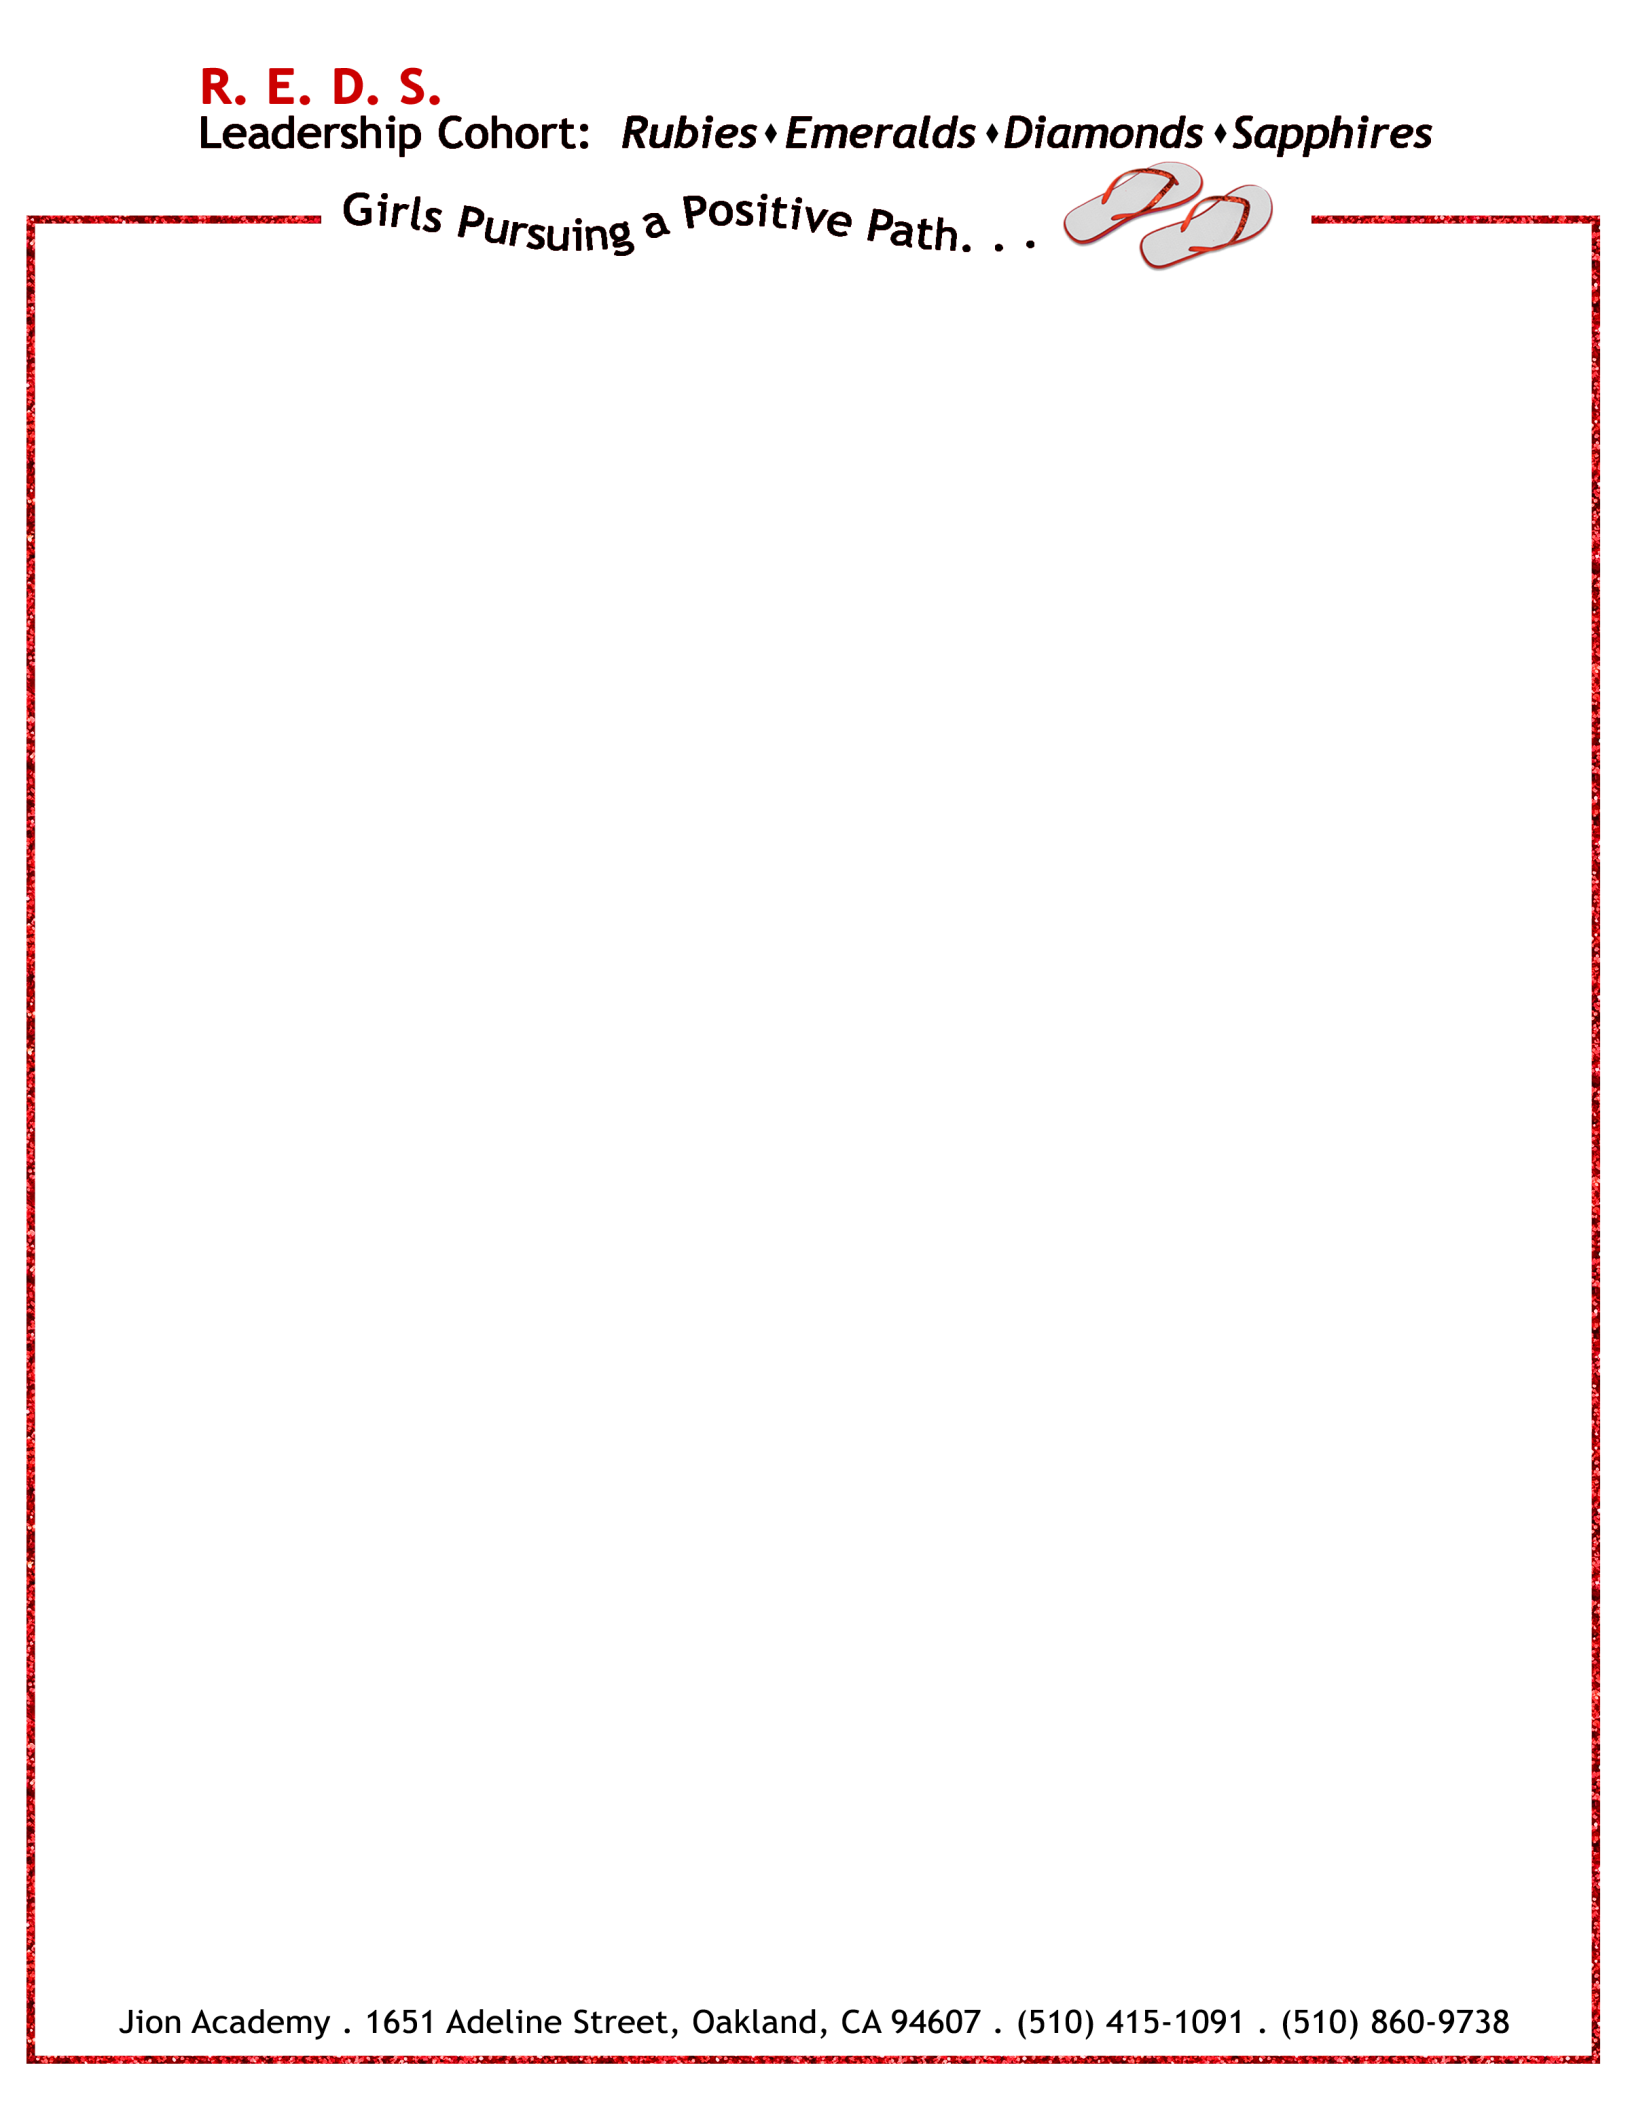 R. E. D. S.
Leadership Cohort: Rubies♦Emeralds♦Diamonds♦Sapphires
Girls Pursuing a Positive Path. . .
Jion Academy . 1651 Adeline Street, Oakland, CA 94607 . (510) 415-1091 . (510) 860-9738